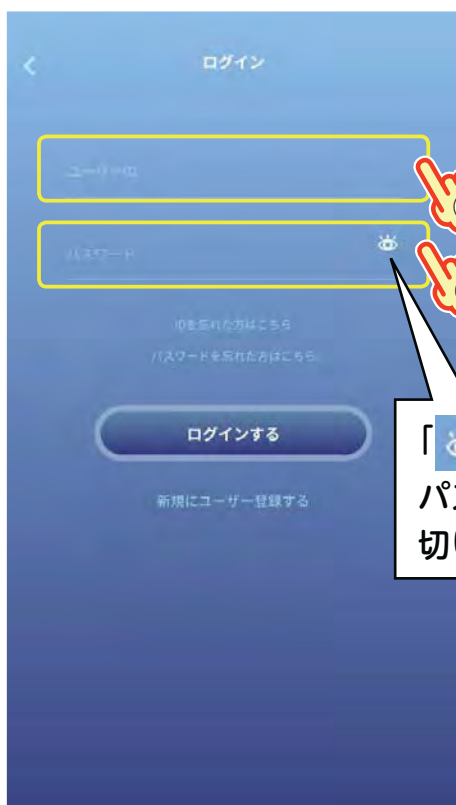 ログイン
ユーザーID
パスワード
IDを忘れた方はこちら
パスワードを忘れた方はこちら
ログインする
新規にユーザー登録する
「
パス
切り